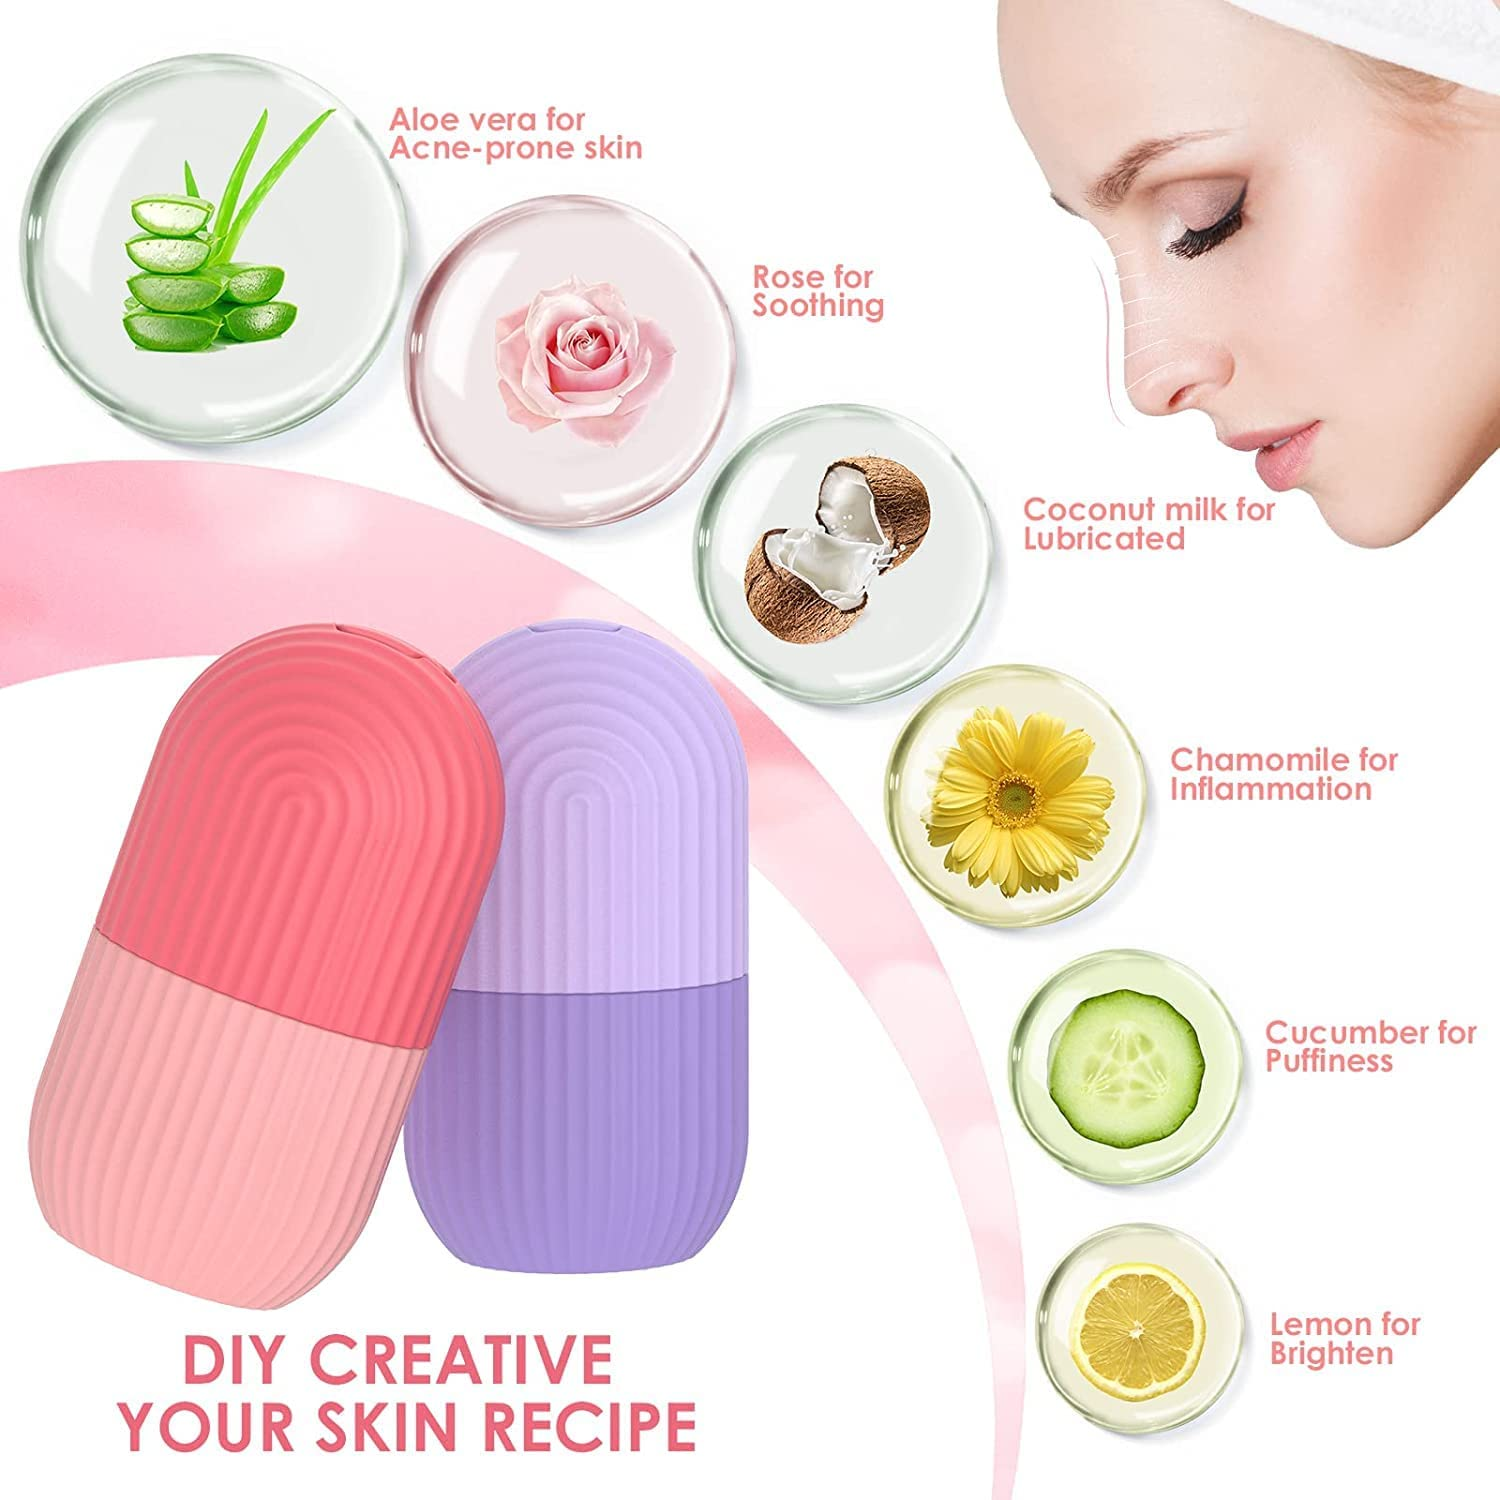 Aloe vera for
Acne-prone skin
Rose for
Soothing
Coconut milk for
Lubricated
Chamomile for
Inflammation
Cucumber for
Puffiness
Lemon for
Brighten
DIY CREATIVE
YOUR SKIN RECIPE